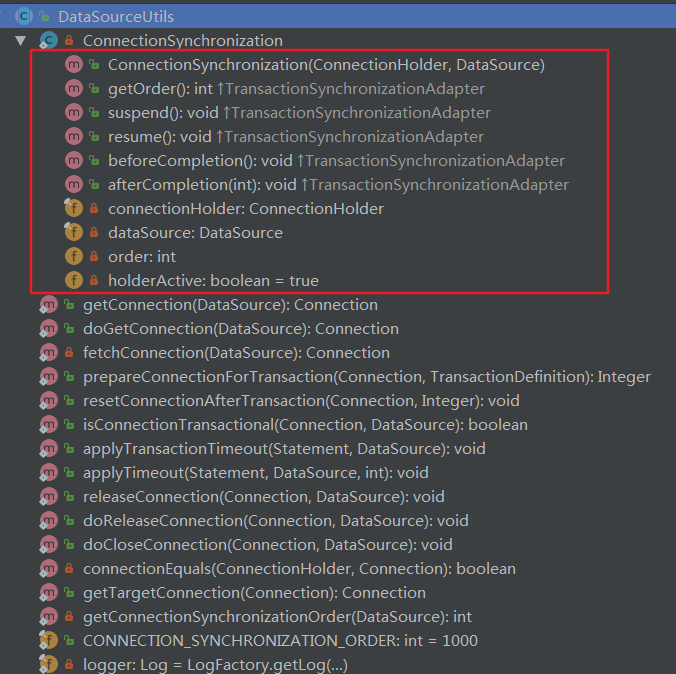 DataSourceUtils
ConnectionSynchronization
ConnectionSynchronization(ConnectionHolder, DataSource)
getOrder(): int ↑TransactionSynchronizationAdapter
suspend(): void ↑TransactionSynchronizationAdapter
resume(): void ↑TransactionSynchronizationAdapter
beforeCompletion(): void ↑TransactionSynchronizationAdapter
afterCompletion(int): void ↑TransactionSynchronizationAdapter
connectionHolder: ConnectionHolder
dataSource: DataSource
order: int
holderActive: boolean = true
getConnection(DataSource): Connection
doGetConnection(DataSource): Connection
fetchConnection(DataSource): Connection
prepareConnectionForTransaction(Connection, TransactionDefinition): Integer
resetConnectionAfterTransaction(Connection, Integer): void
isConnectionTransactional(Connection, DataSource): boolean
applyTransactionTimeout(Statement, DataSource): void
applyTimeout(Statement, DataSource, int): void
releaseConnection(Connection, DataSource): void
doReleaseConnection(Connection, DataSource): void
doCloseConnection(Connection, DataSource): void
connectionEquals(ConnectionHolder, Connection): boolean
getTargetConnection(Connection): Connection
getConnectionSynchronizationOrder(DataSource): int
CONNECTION_SYNCHRONIZATION_ORDER: int = 1000
logger: Log = LogFactory.getLog(...)